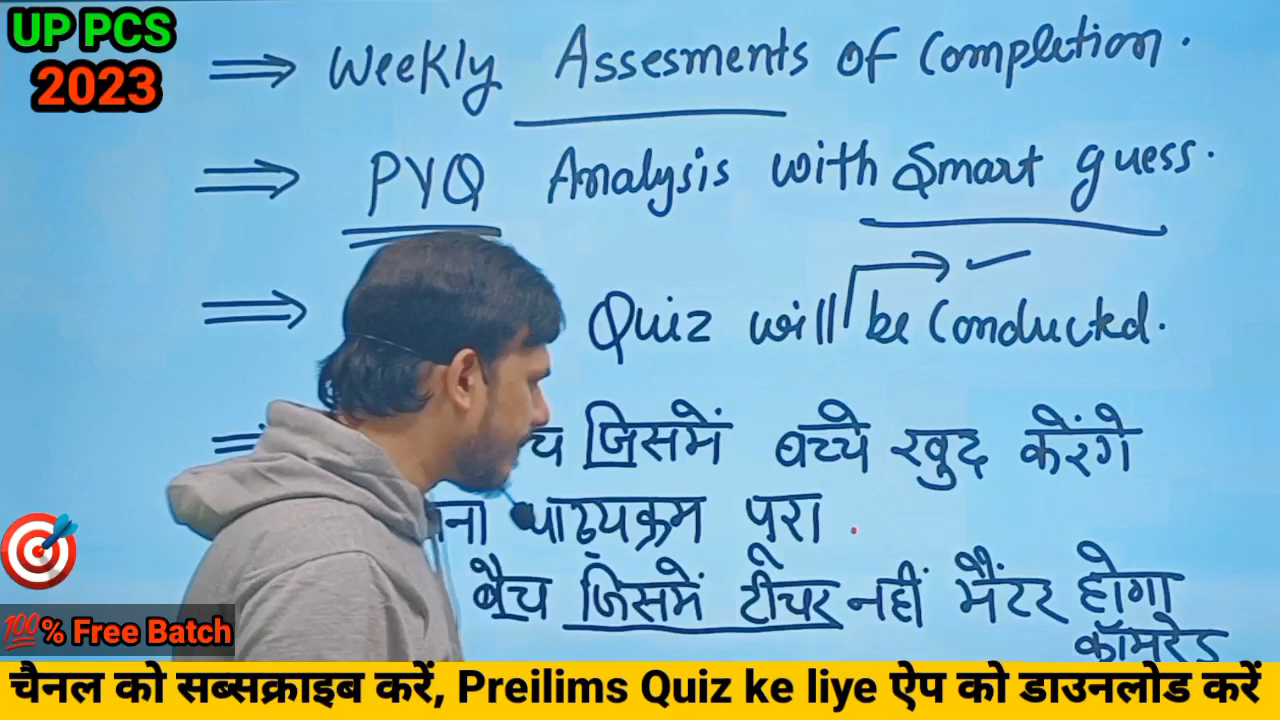 UP PCS
2023
⇒ Weekly Assesments of Completion.
⇒ PYQ Analysis with Smart guess.
⇒ Quiz will be Conducted.
जिसमें बच्चे खुद करेंगे
पाठ्यक्रम पूरा .
बैच जिसमें टीचर नहीं मैंटर होगा
कॉमरेड
💯% Free Batch
चैनल को सब्सक्राइब करें, Preilims Quiz ke liye ऐप को डाउनलोड करें